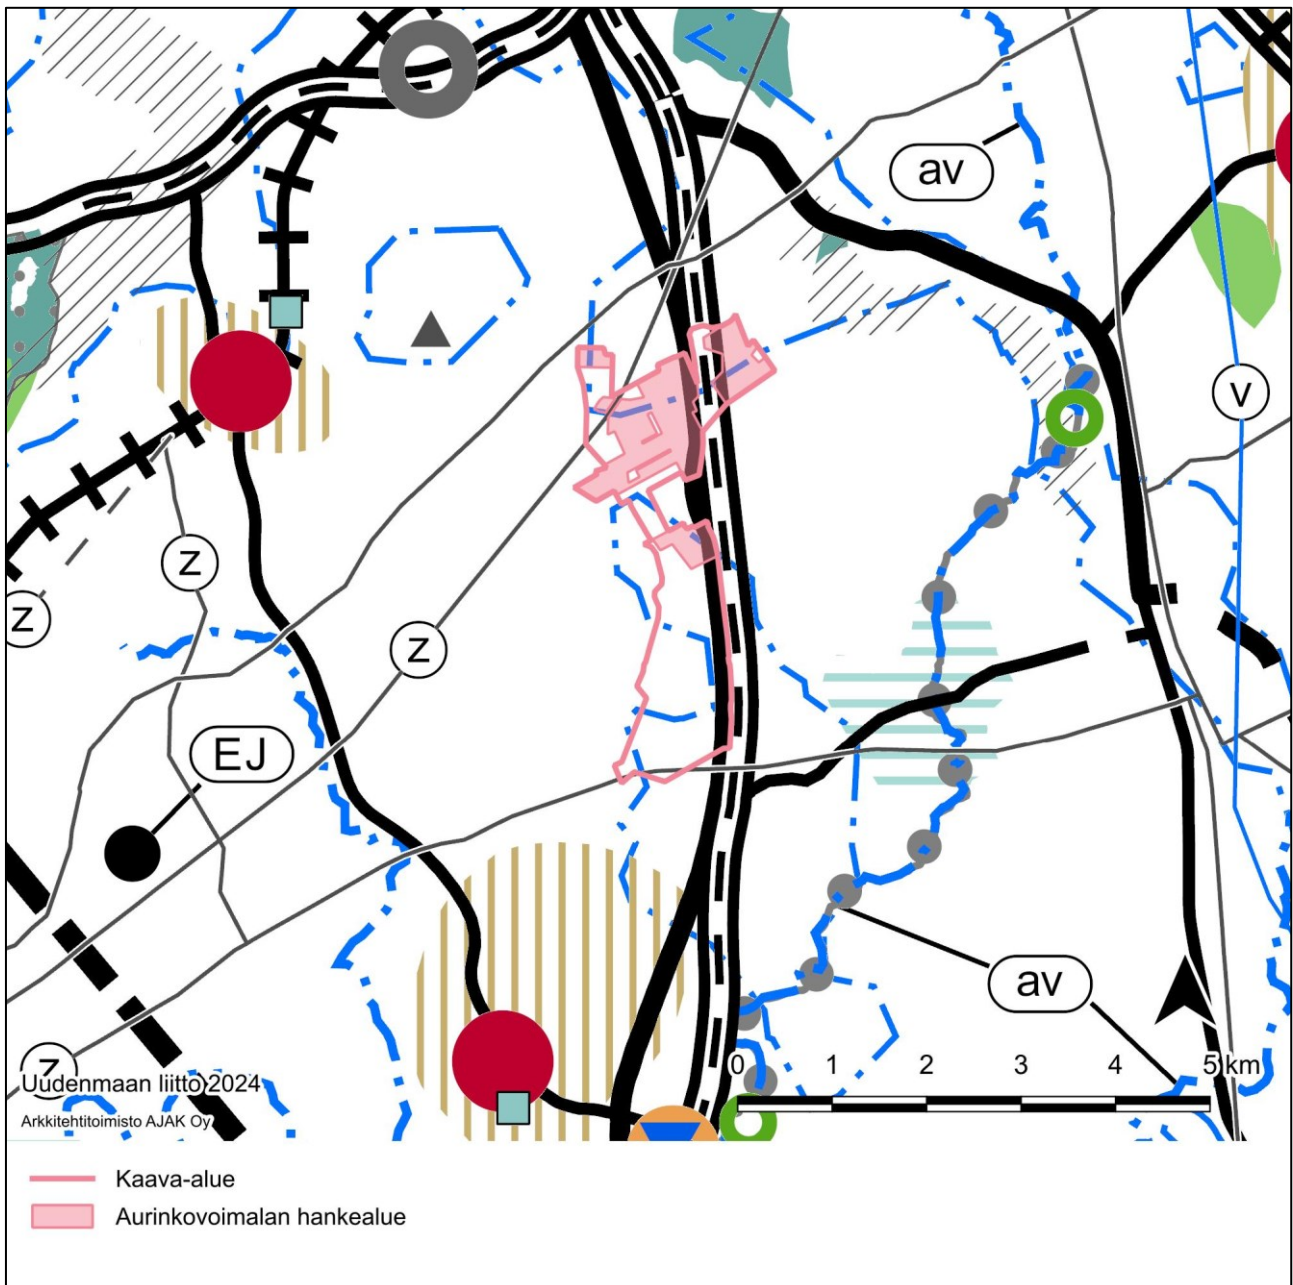 av
v
z
z
z
EJ
av
z
0 1 2 3 4 5 km
Uudenmaan liitto 2024
Arkkitehtitoimisto AJAK Oy
Kaava-alue
Aurinkovoimalan hankealue